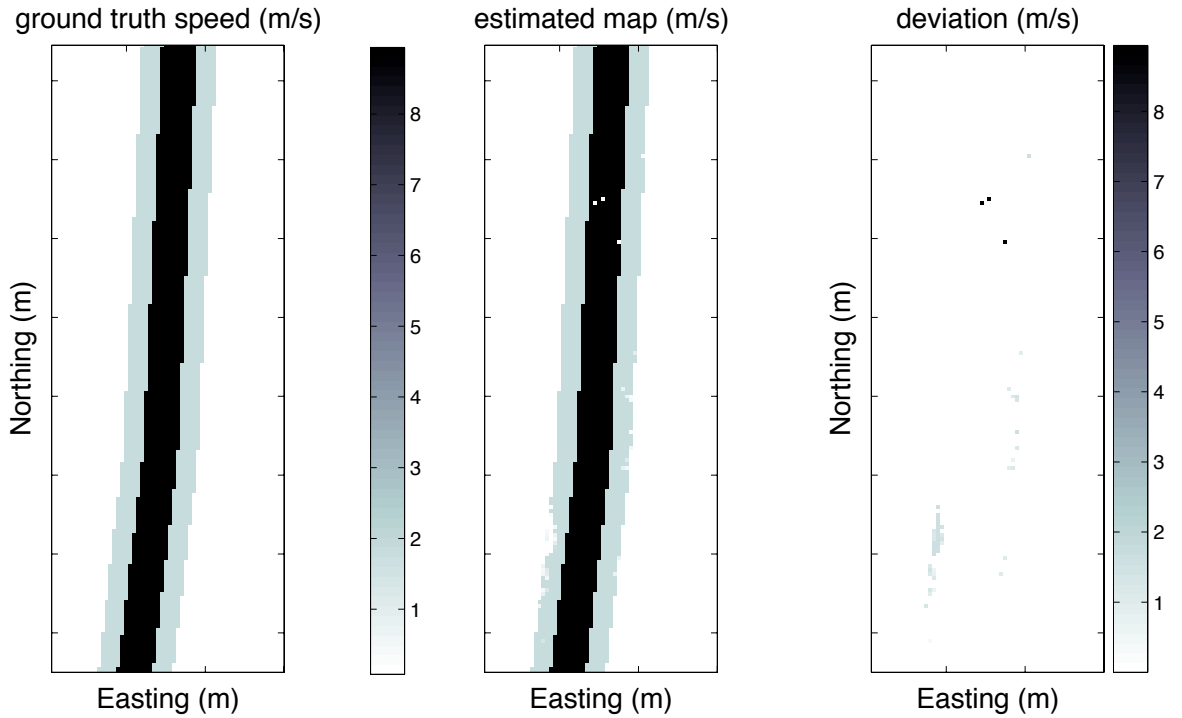 ground truth speed (m/s)
estimated map (m/s)
deviation (m/s)
8
7
6
5
4
3
2
1
8
7
6
5
4
3
2
1
Northing (m)
Northing (m)
Easting (m)
Easting (m)
Easting (m)